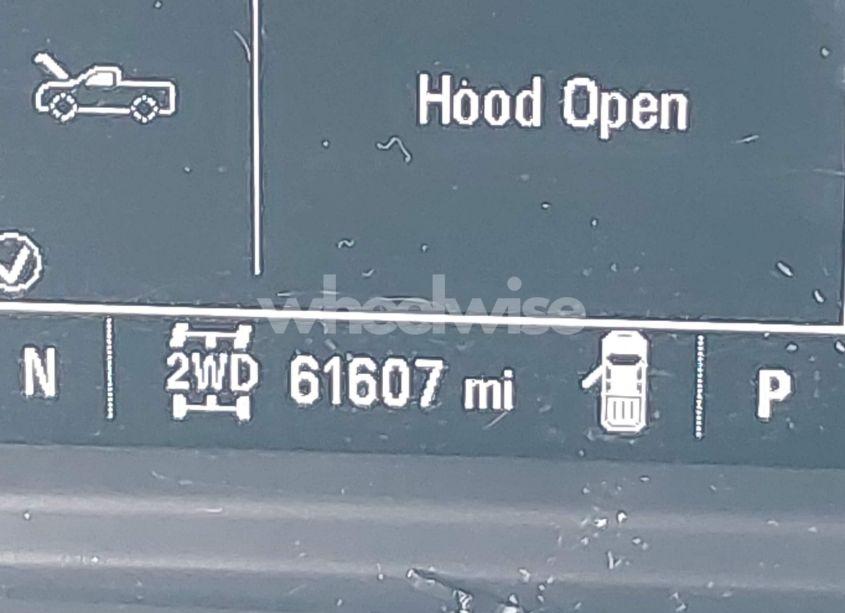 Hood Open
wheelwise
N 2WD 61607 mi P